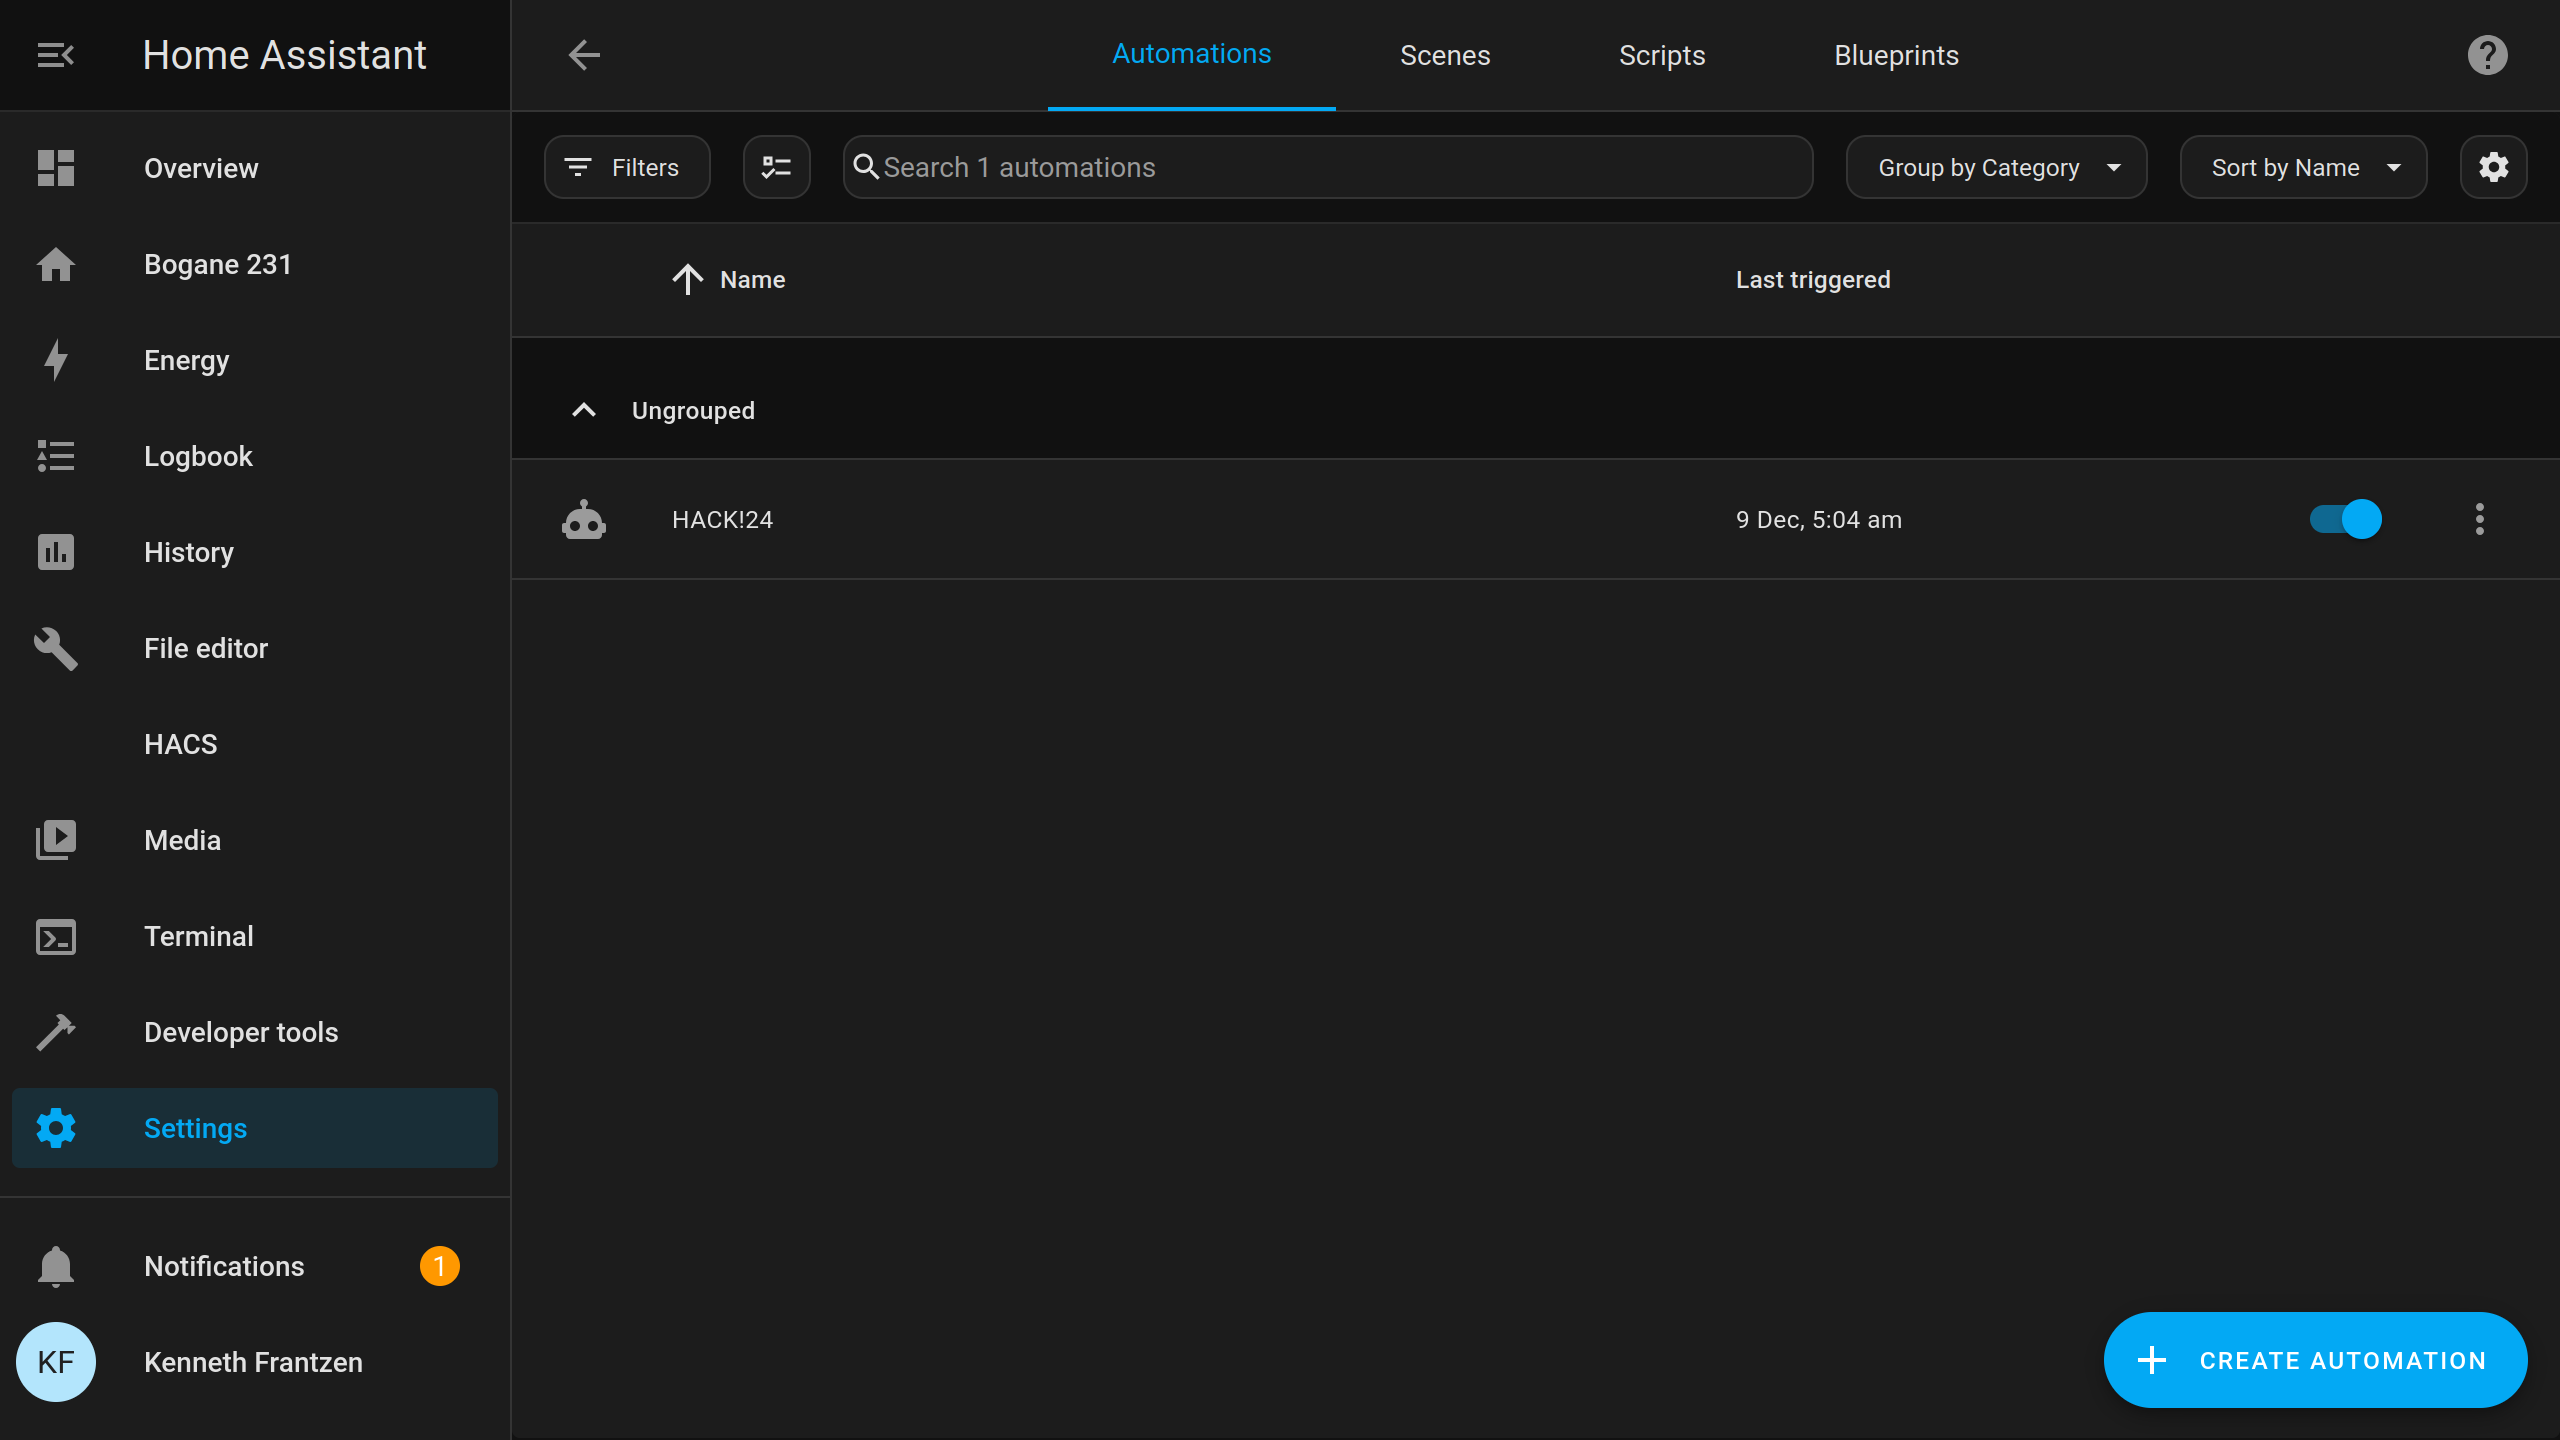 Home Assistant
Overview
Bogane 231
Energy
Logbook
History
File editor
HACS
Media
Terminal
Developer tools
Settings
Notifications 1
KF Kenneth Frantzen
Automations Scenes Scripts Blueprints
Filters Search 1 automations Group by Category Sort by Name
Name Last triggered
Ungrouped
HACK!24 9 Dec, 5:04 am
CREATE AUTOMATION